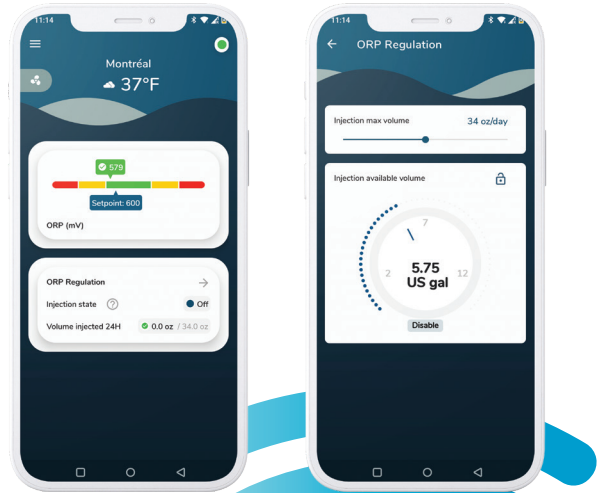 11:14
Montréal
37°F
579
Setpoint: 600
ORP (mV)
ORP Regulation
Injection state ? Off
Volume injected 24H 0.0 oz / 34.0 oz
11:14
ORP Regulation
Injection max volume 34 oz/day
Injection available volume
7
2 5.75 12
US gal
Disable